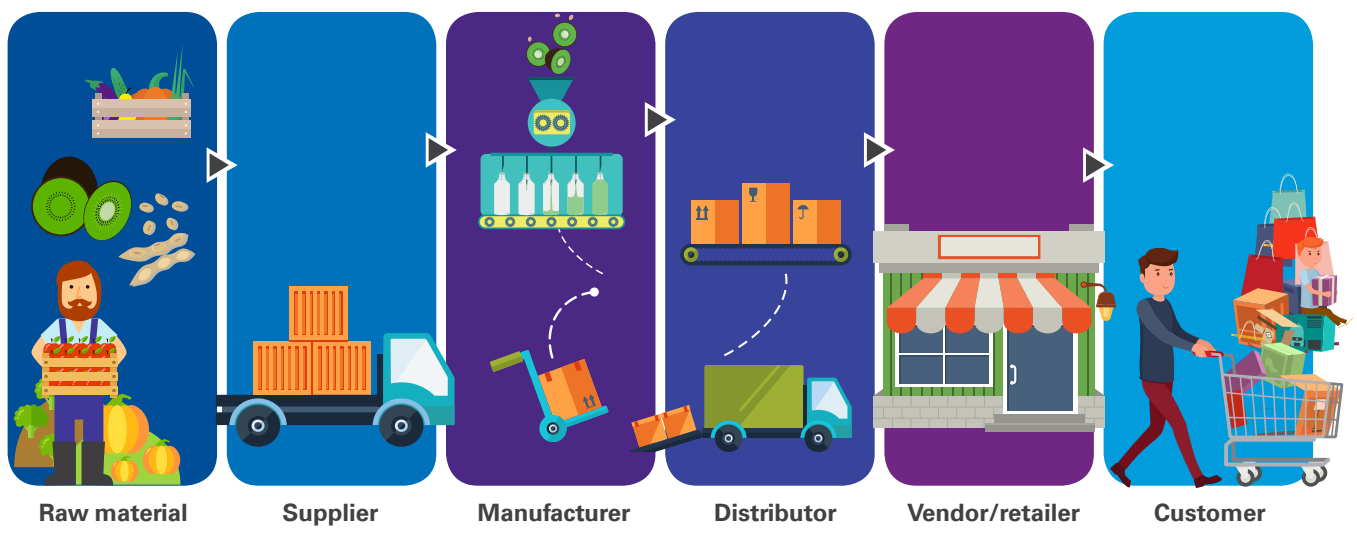 Raw material
Supplier
Manufacturer
Distributor
Vendor/retailer
Customer